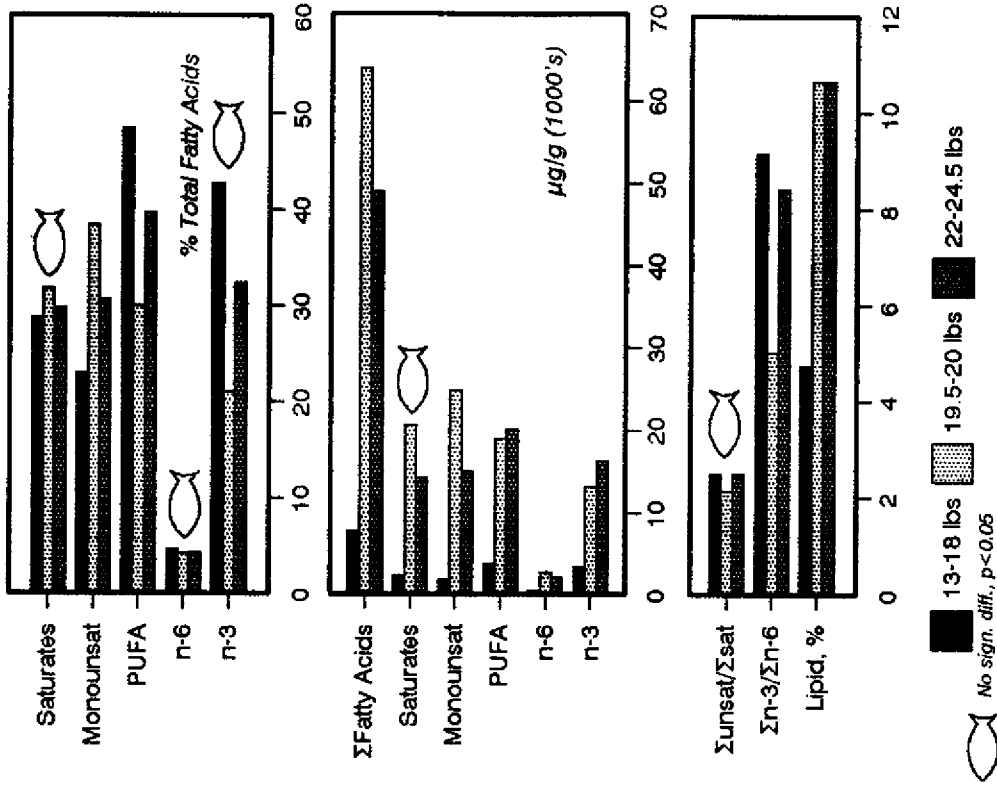 Saturates
Monounsat
PUFA
n-6
n-3
0
10
20
30
40
50
60
% Total Fatty Acids
ΣFatty Acids
Saturates
Monounsat
PUFA
n-6
n-3
0
10
20
30
40
50
60
70
µg/g (1000's)
Σunsat/Σsat
Σn-3/Σn-6
Lipid, %
0
2
4
6
8
10
12
13-18 lbs 19.5-20 lbs 22-24.5 lbs
No sign. diff., p<0.05